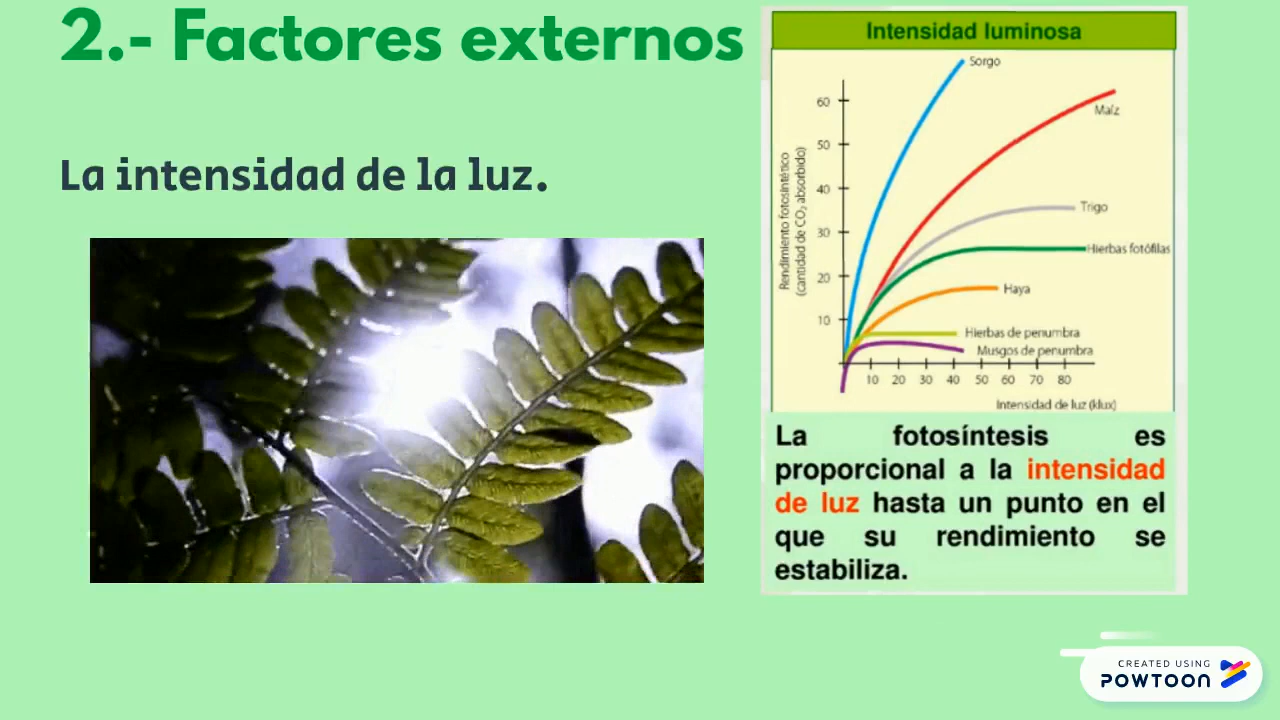 2.- Factores externos
La intensidad de la luz.
Intensidad luminosa
Sorgo
60
Maíz
50
40
Trigo
30
Hierbas fotófilas
20
Haya
10
Hierbas de penumbra
Musgos de penumbra
Rendimiento fotosintético
(cantidad de CO₂ absorbido)
10 20 30 40 50 60 70 80
Intensidad de luz (klux)
La fotosíntesis es
proporcional a la intensidad
de luz hasta un punto en el
que su rendimiento se
estabiliza.
CREATED USING
POWTOON